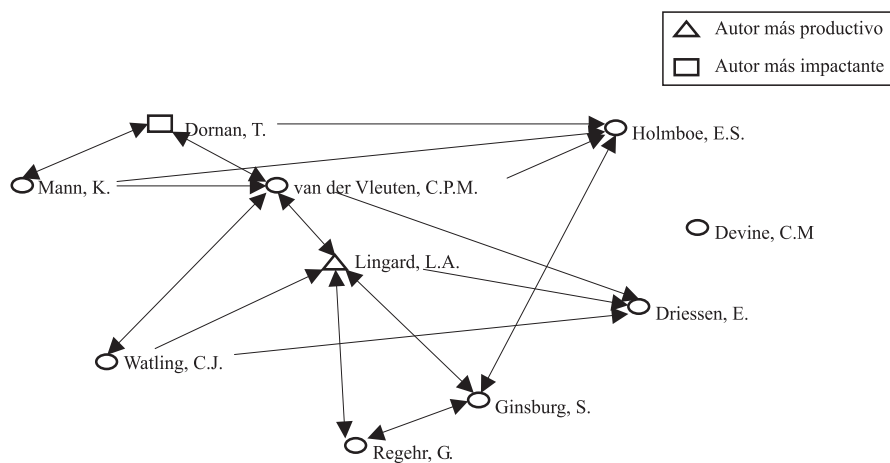 Autor más productivo
Autor más impactante
Dornan, T.
Holmboe, E.S.
Mann, K.
van der Vleuten, C.P.M.
Devine, C.M
Lingard, L.A.
Driessen, E.
Watling, C.J.
Ginsburg, S.
Regehr, G.